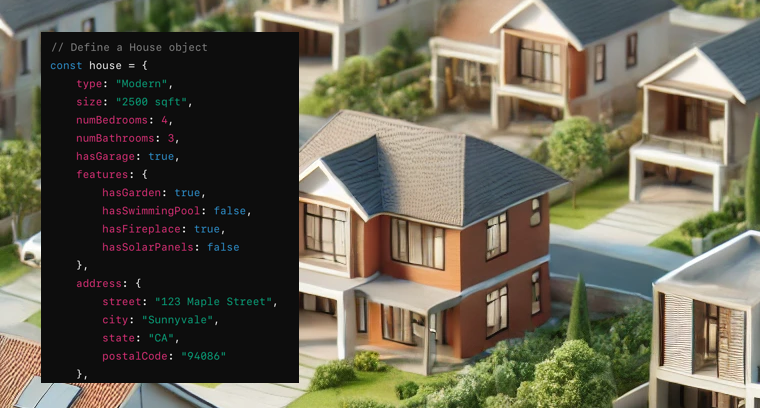 // Define a House object
const house = {
type: "Modern",
size: "2500 sqft",
numBedrooms: 4,
numBathrooms: 3,
hasGarage: true,
features: {
hasGarden: true,
hasSwimmingPool: false,
hasFireplace: true,
hasSolarPanels: false
},
address: {
street: "123 Maple Street",
city: "Sunnyvale",
state: "CA",
postalCode: "94086"
},